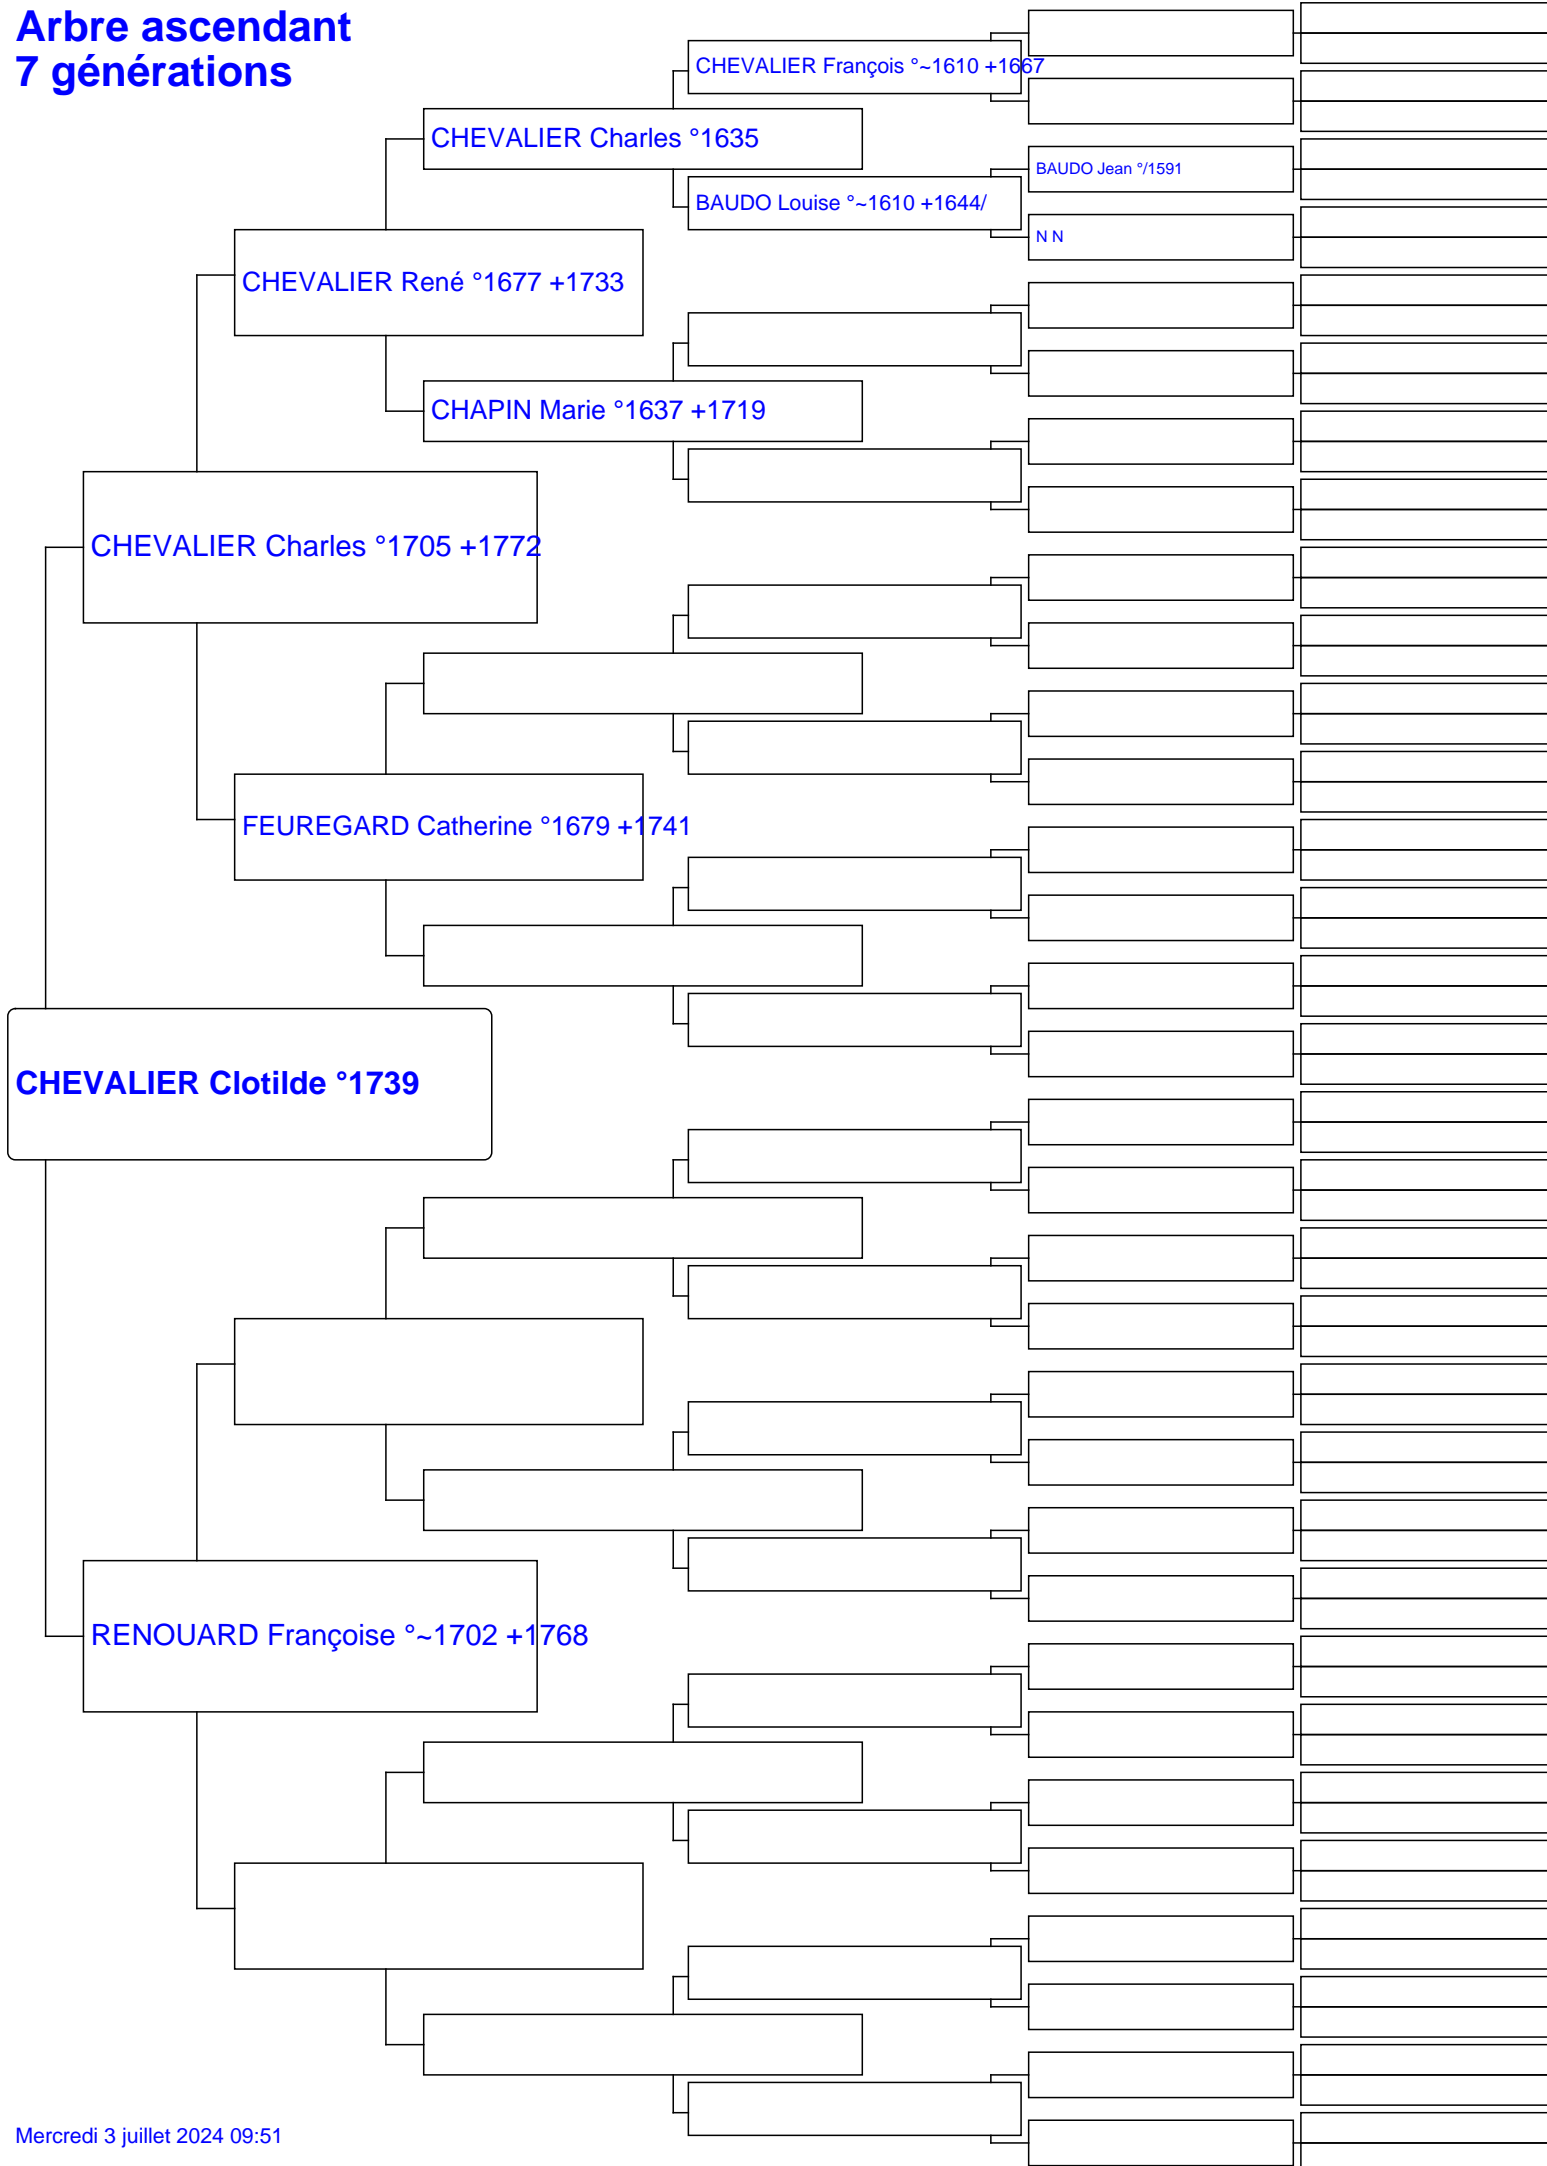 Arbre ascendant
7 générations
CHEVALIER François °~1610 +1667
CHEVALIER Charles °1635
BAUDO Jean °/1591
BAUDO Louise °~1610 +1644/
N N
CHEVALIER René °1677 +1733
CHAPIN Marie °1637 +1719
CHEVALIER Charles °1705 +1772
FEUREGARD Catherine °1679 +1741
CHEVALIER Clotilde °1739
RENOUARD Françoise °~1702 +1768
Mercredi 3 juillet 2024 09:51